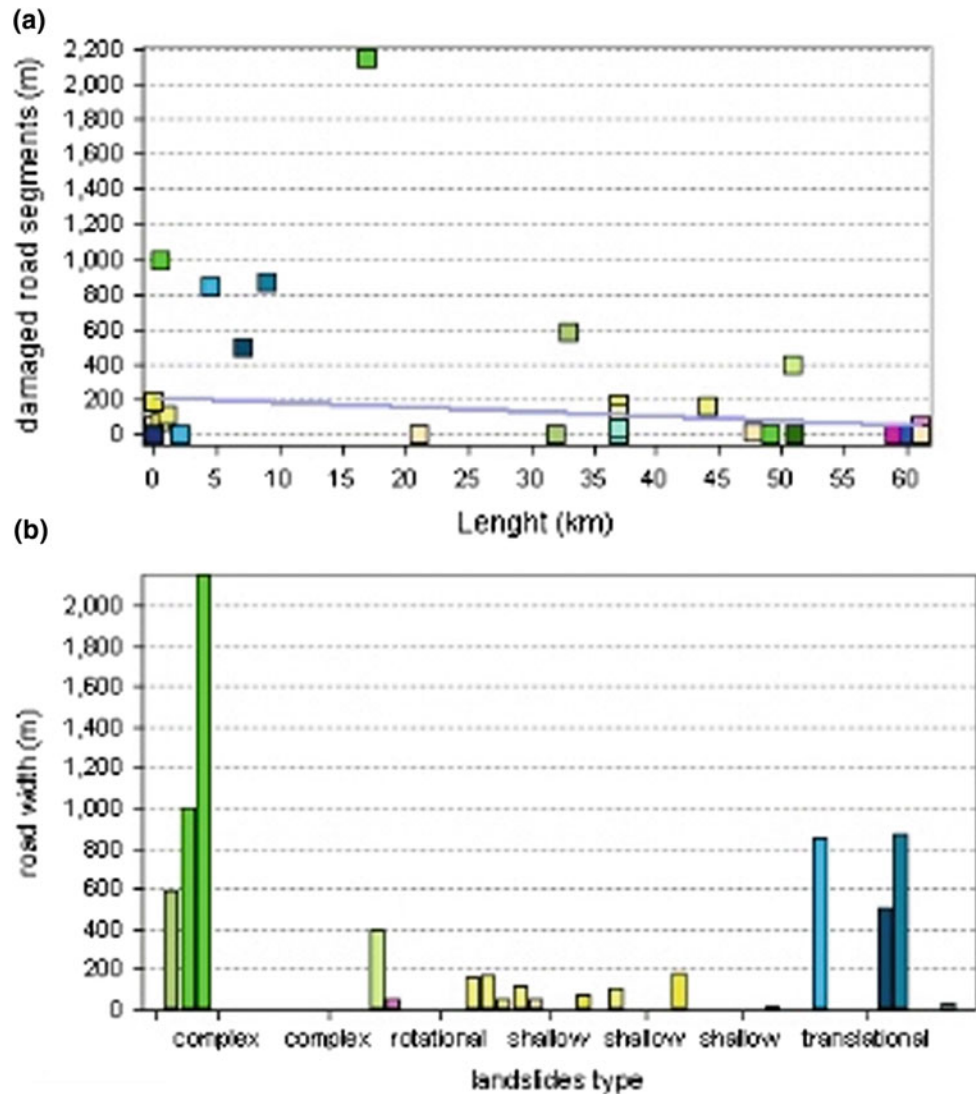 (a)
damaged road segments (m)
2,200
2,000
1,800
1,600
1,400
1,200
1,000
800
600
400
200
0
0 5 10 15 20 25 30 35 40 45 50 55 60
Lenght (km)
(b)
road width (m)
2,000
1,800
1,600
1,400
1,200
1,000
800
600
400
200
0
complex complex rotational shallow shallow shallow translational
landslides type